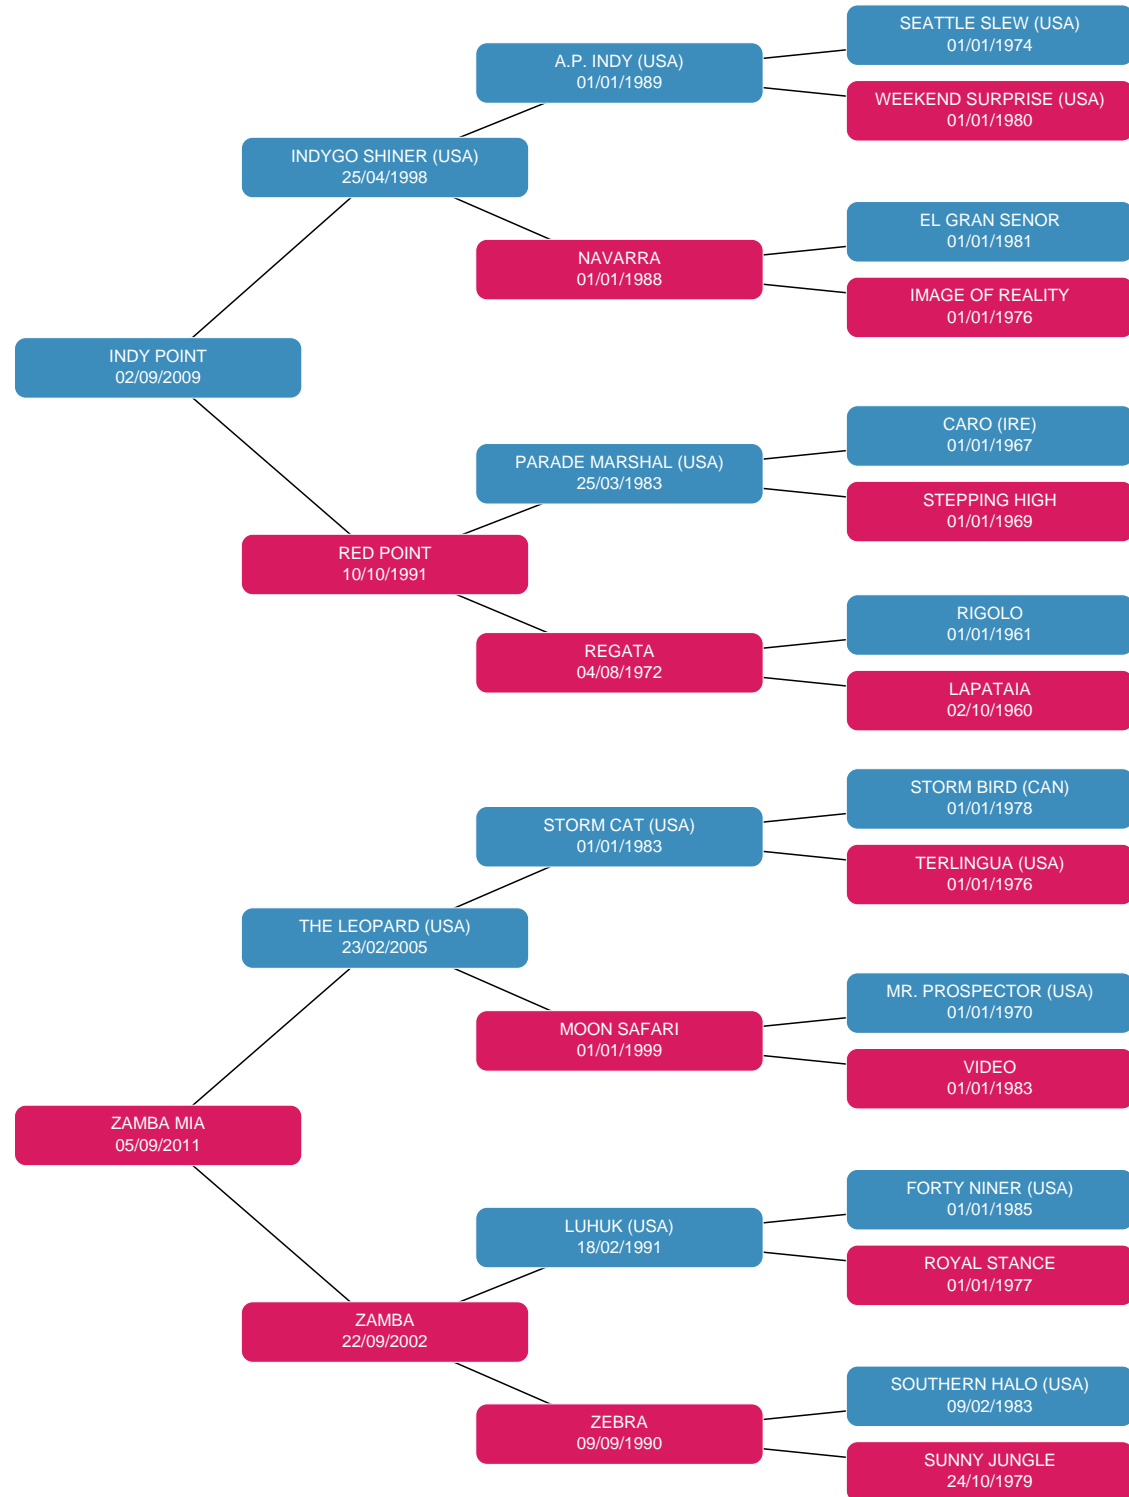 SEATTLE SLEW (USA)
01/01/1974
A.P. INDY (USA)
01/01/1989
WEEKEND SURPRISE (USA)
01/01/1980
INDYGO SHINER (USA)
25/04/1998
EL GRAN SENOR
01/01/1981
NAVARRA
01/01/1988
IMAGE OF REALITY
01/01/1976
INDY POINT
02/09/2009
CARO (IRE)
01/01/1967
PARADE MARSHAL (USA)
25/03/1983
STEPPING HIGH
01/01/1969
RED POINT
10/10/1991
RIGOLO
01/01/1961
REGATA
04/08/1972
LAPATAIA
02/10/1960
STORM BIRD (CAN)
01/01/1978
STORM CAT (USA)
01/01/1983
TERLINGUA (USA)
01/01/1976
THE LEOPARD (USA)
23/02/2005
MR. PROSPECTOR (USA)
01/01/1970
MOON SAFARI
01/01/1999
VIDEO
01/01/1983
ZAMBA MIA
05/09/2011
FORTY NINER (USA)
01/01/1985
LUHUK (USA)
18/02/1991
ROYAL STANCE
01/01/1977
ZAMBA
22/09/2002
SOUTHERN HALO (USA)
09/02/1983
ZEBRA
09/09/1990
SUNNY JUNGLE
24/10/1979